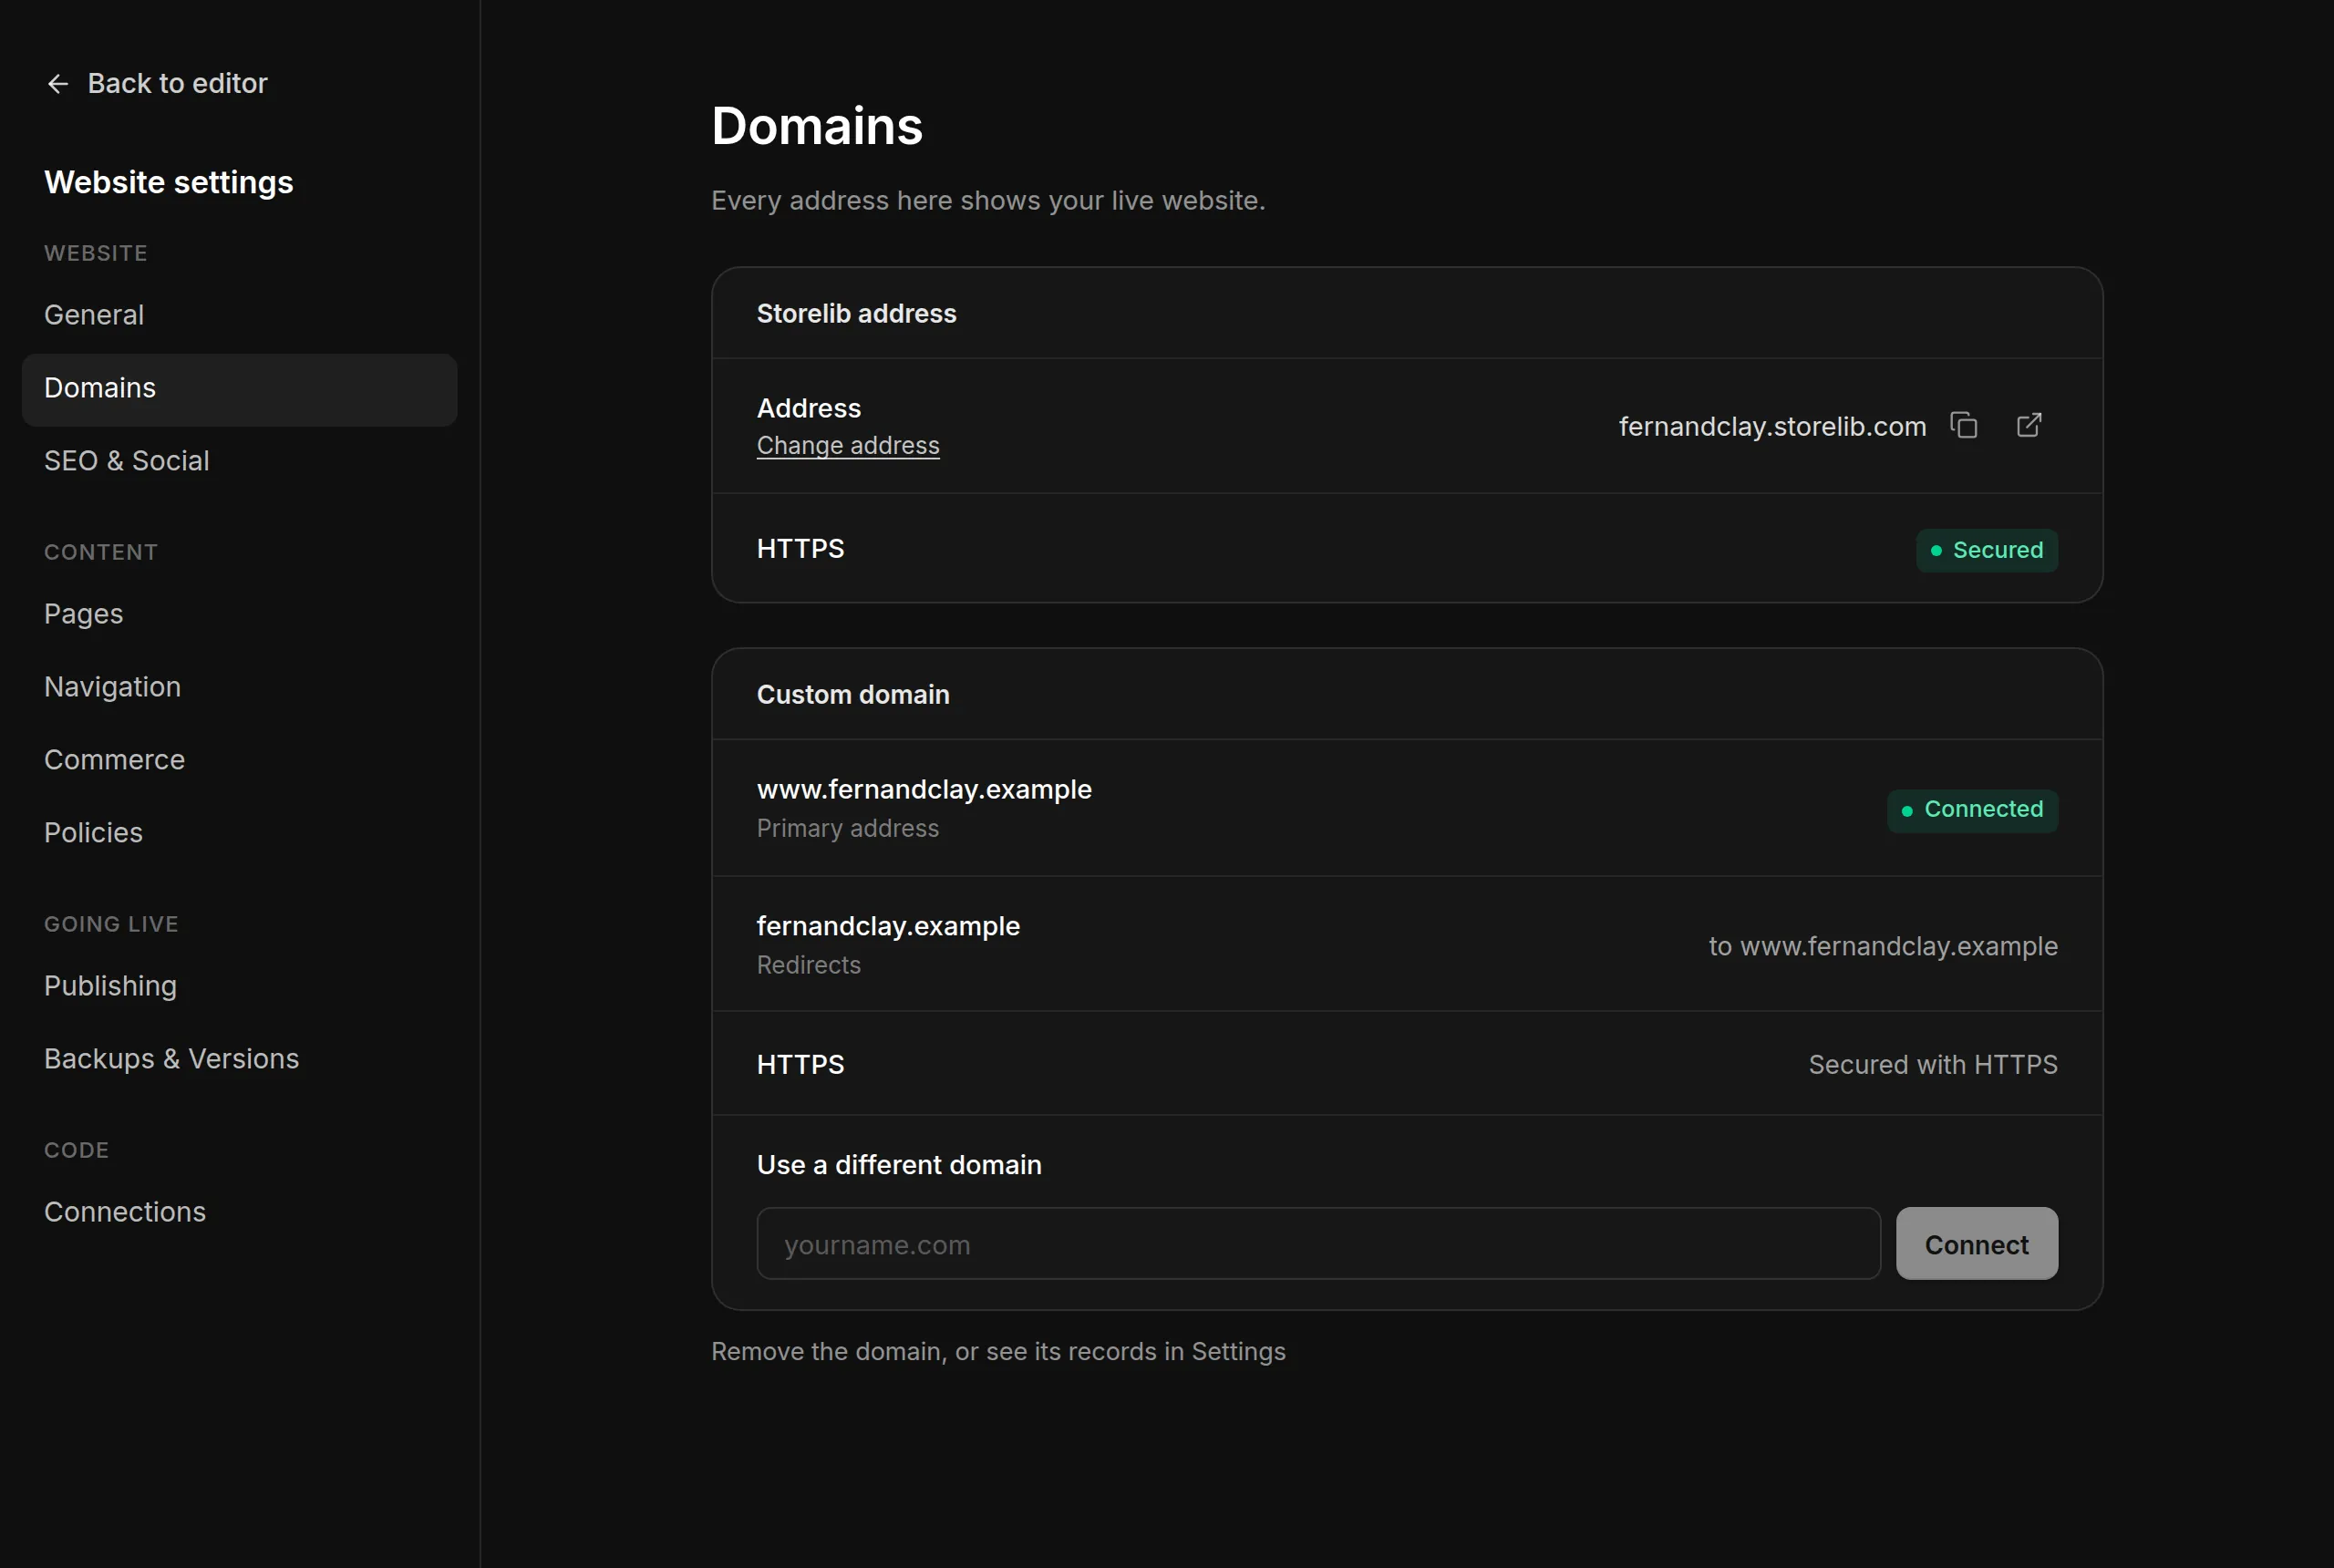 Back to editor
Website settings
WEBSITE
General
Domains
SEO & Social
CONTENT
Pages
Navigation
Commerce
Policies
GOING LIVE
Publishing
Backups & Versions
CODE
Connections
Domains
Every address here shows your live website.
Storelib address
Address
Change address
fernandclay.storelib.com
HTTPS
Secured
Custom domain
www.fernandclay.example
Primary address
Connected
fernandclay.example
Redirects
to www.fernandclay.example
HTTPS
Secured with HTTPS
Use a different domain
yourname.com
Connect
Remove the domain, or see its records in Settings